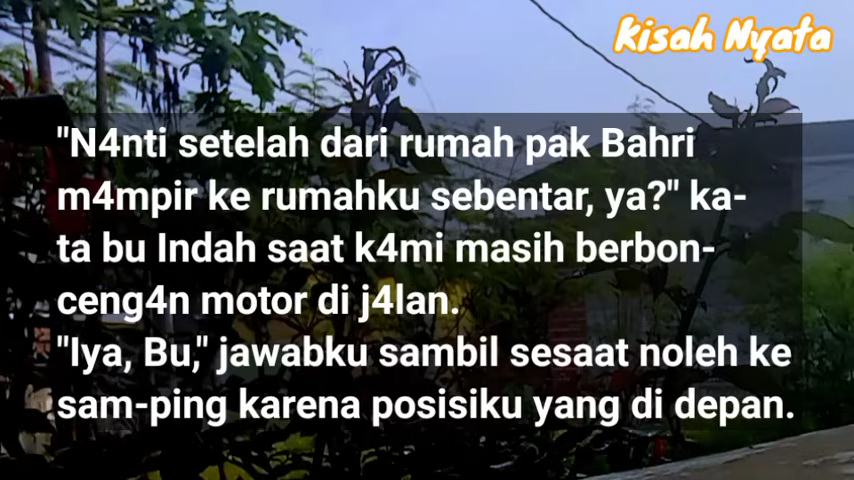 Kisah Nyata
"N4nti setelah dari rumah pak Bahri
m4mpir ke rumahku sebentar, ya?" ka-
ta bu Indah saat k4mi masih berbon-
ceng4n motor di j4lan.
"Iya, Bu," jawabku sambil sesaat noleh ke
sam-ping karena posisiku yang di depan.